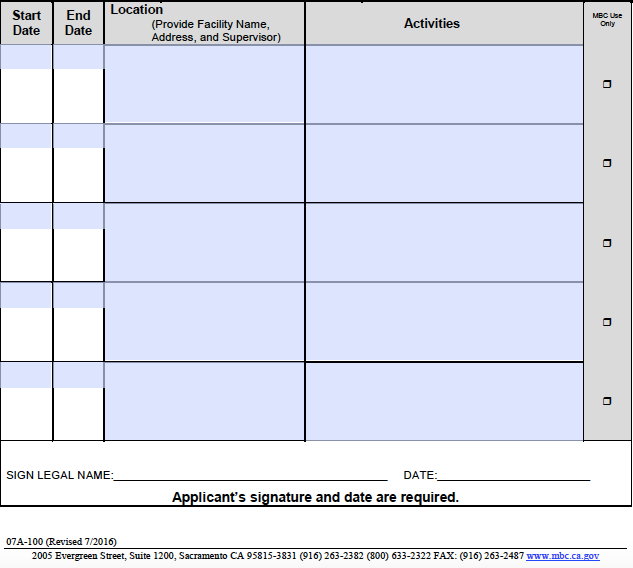 Start Date
End Date
Location
(Provide Facility Name,
Address, and Supervisor)
Activities
MBC Use
Only
SIGN LEGAL NAME:
DATE:
Applicant's signature and date are required.
07A-100 (Revised 7/2016)
2005 Evergreen Street, Suite 1200, Sacramento CA 95815-3831 (916) 263-2382 (800) 633-2322 FAX: (916) 263-2487 www.mbc.ca.gov